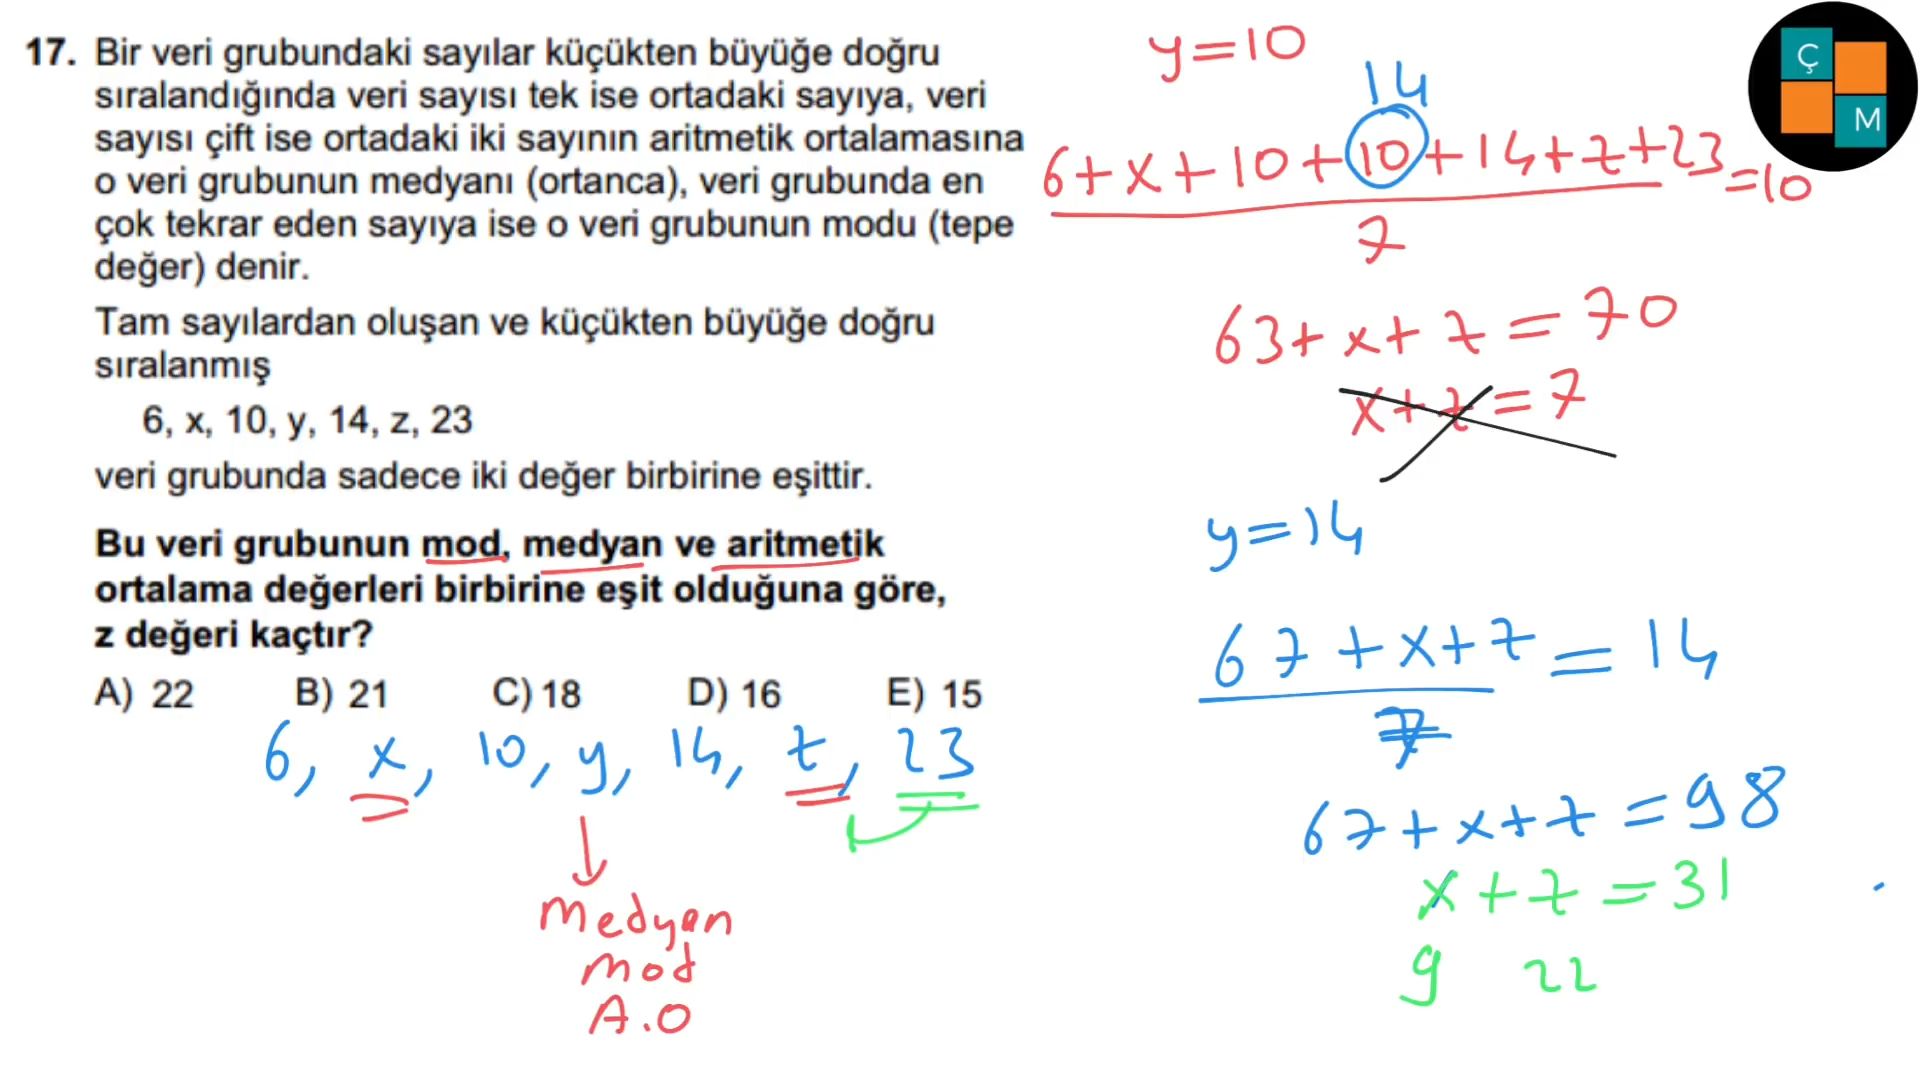 17. Bir veri grubundaki sayılar küçükten büyüğe doğru
sıralandığında veri sayısı tek ise ortadaki sayıya, veri
sayısı çift ise ortadaki iki sayının aritmetik ortalamasına
o veri grubunun medyanı (ortanca), veri grubunda en
çok tekrar eden sayıya ise o veri grubunun modu (tepe
değer) denir.
Tam sayılardan oluşan ve küçükten büyüğe doğru
sıralanmış
6, x, 10, y, 14, z, 23
veri grubunda sadece iki değer birbirine eşittir.
Bu veri grubunun mod, medyan ve aritmetik
ortalama değerleri birbirine eşit olduğuna göre,
z değeri kaçtır?
A) 22 B) 21 C) 18 D) 16 E) 15
6, x, 10, y, 14, z, 23
Medyan
mod
A.O
y=10
14
6+x+10+10+14+z+23
=10
7
63+x+z=70
x+z=7
y=14
67+x+z=14
7
67+x+z=98
x+z=31
9 22
Ç
M